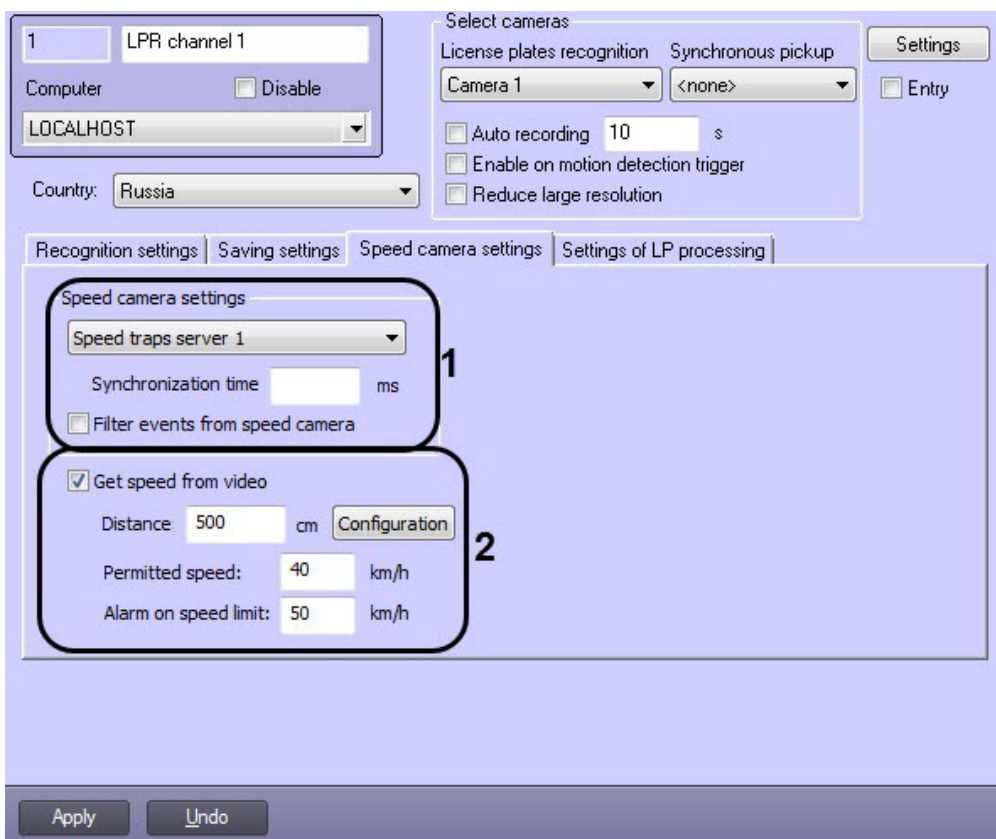 1 LPR channel 1
Computer Disable
LOCALHOST
Country: Russia
Select cameras
License plates recognition Synchronous pickup
Camera 1 <none>
Auto recording 10 s
Enable on motion detection trigger
Reduce large resolution
Settings
Entry
Recognition settings Saving settings Speed camera settings Settings of LP processing
Speed camera settings
Speed traps server 1
Synchronization time ms
Filter events from speed camera
1
Get speed from video
Distance 500 cm Configuration
Permitted speed: 40 km/h
Alarm on speed limit: 50 km/h
2
Apply Undo